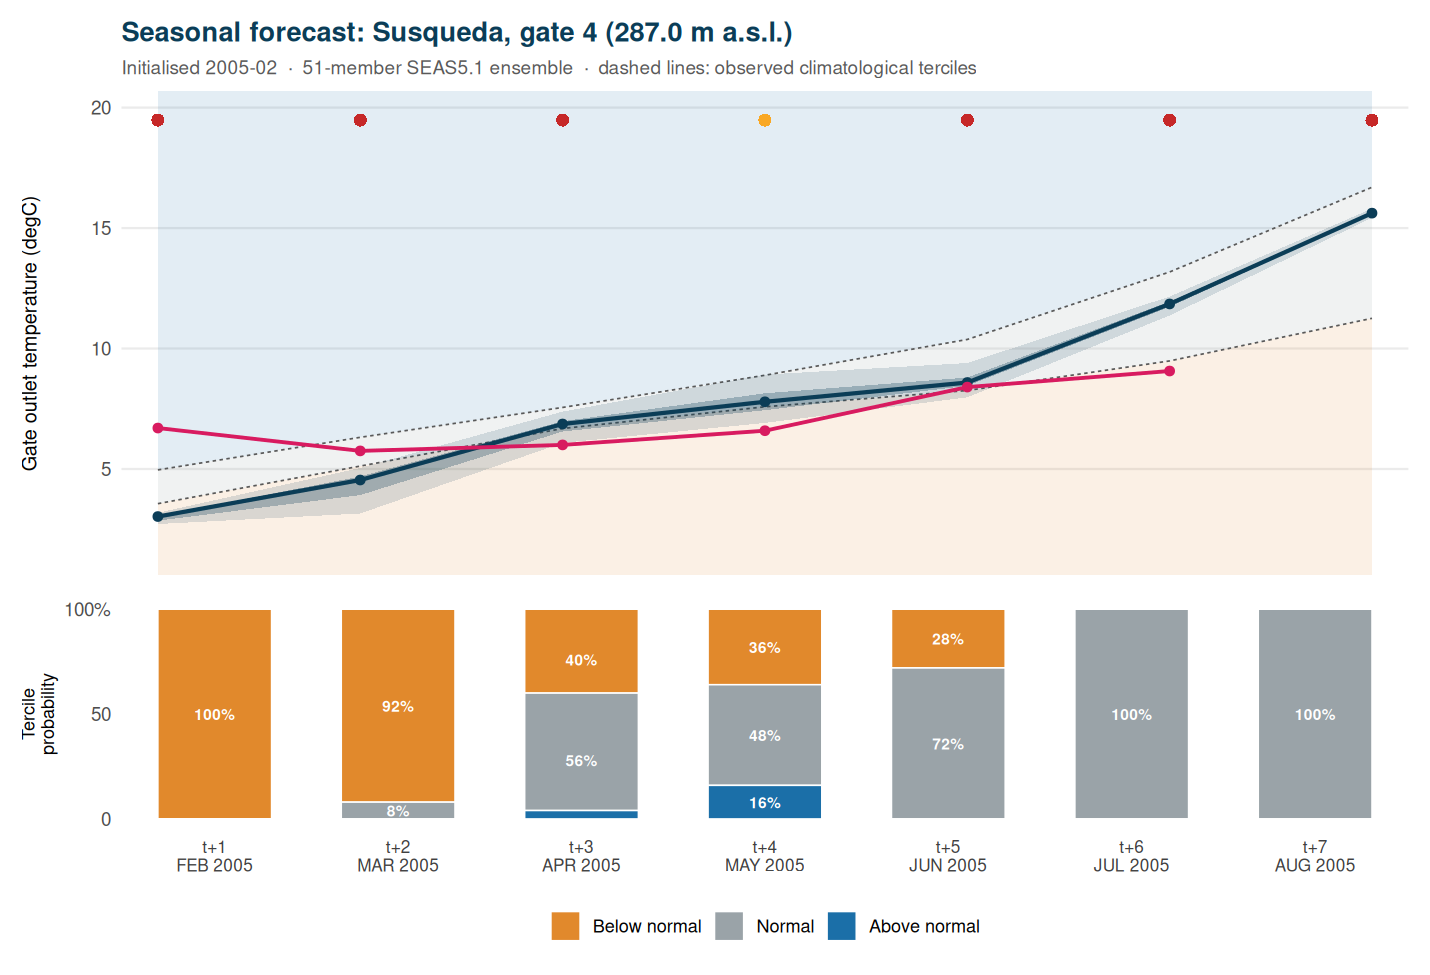 Seasonal forecast: Susqueda, gate 4 (287.0 m a.s.l.)
Initialised 2005-02 · 51-member SEAS5.1 ensemble · dashed lines: observed climatological terciles
Gate outlet temperature (degC)
20
15
10
5
Tercile
probability
100%
50
0
100%
92%
8%
40%
56%
36%
48%
16%
28%
72%
100%
100%
t+1
FEB 2005
t+2
MAR 2005
t+3
APR 2005
t+4
MAY 2005
t+5
JUN 2005
t+6
JUL 2005
t+7
AUG 2005
Below normal
Normal
Above normal